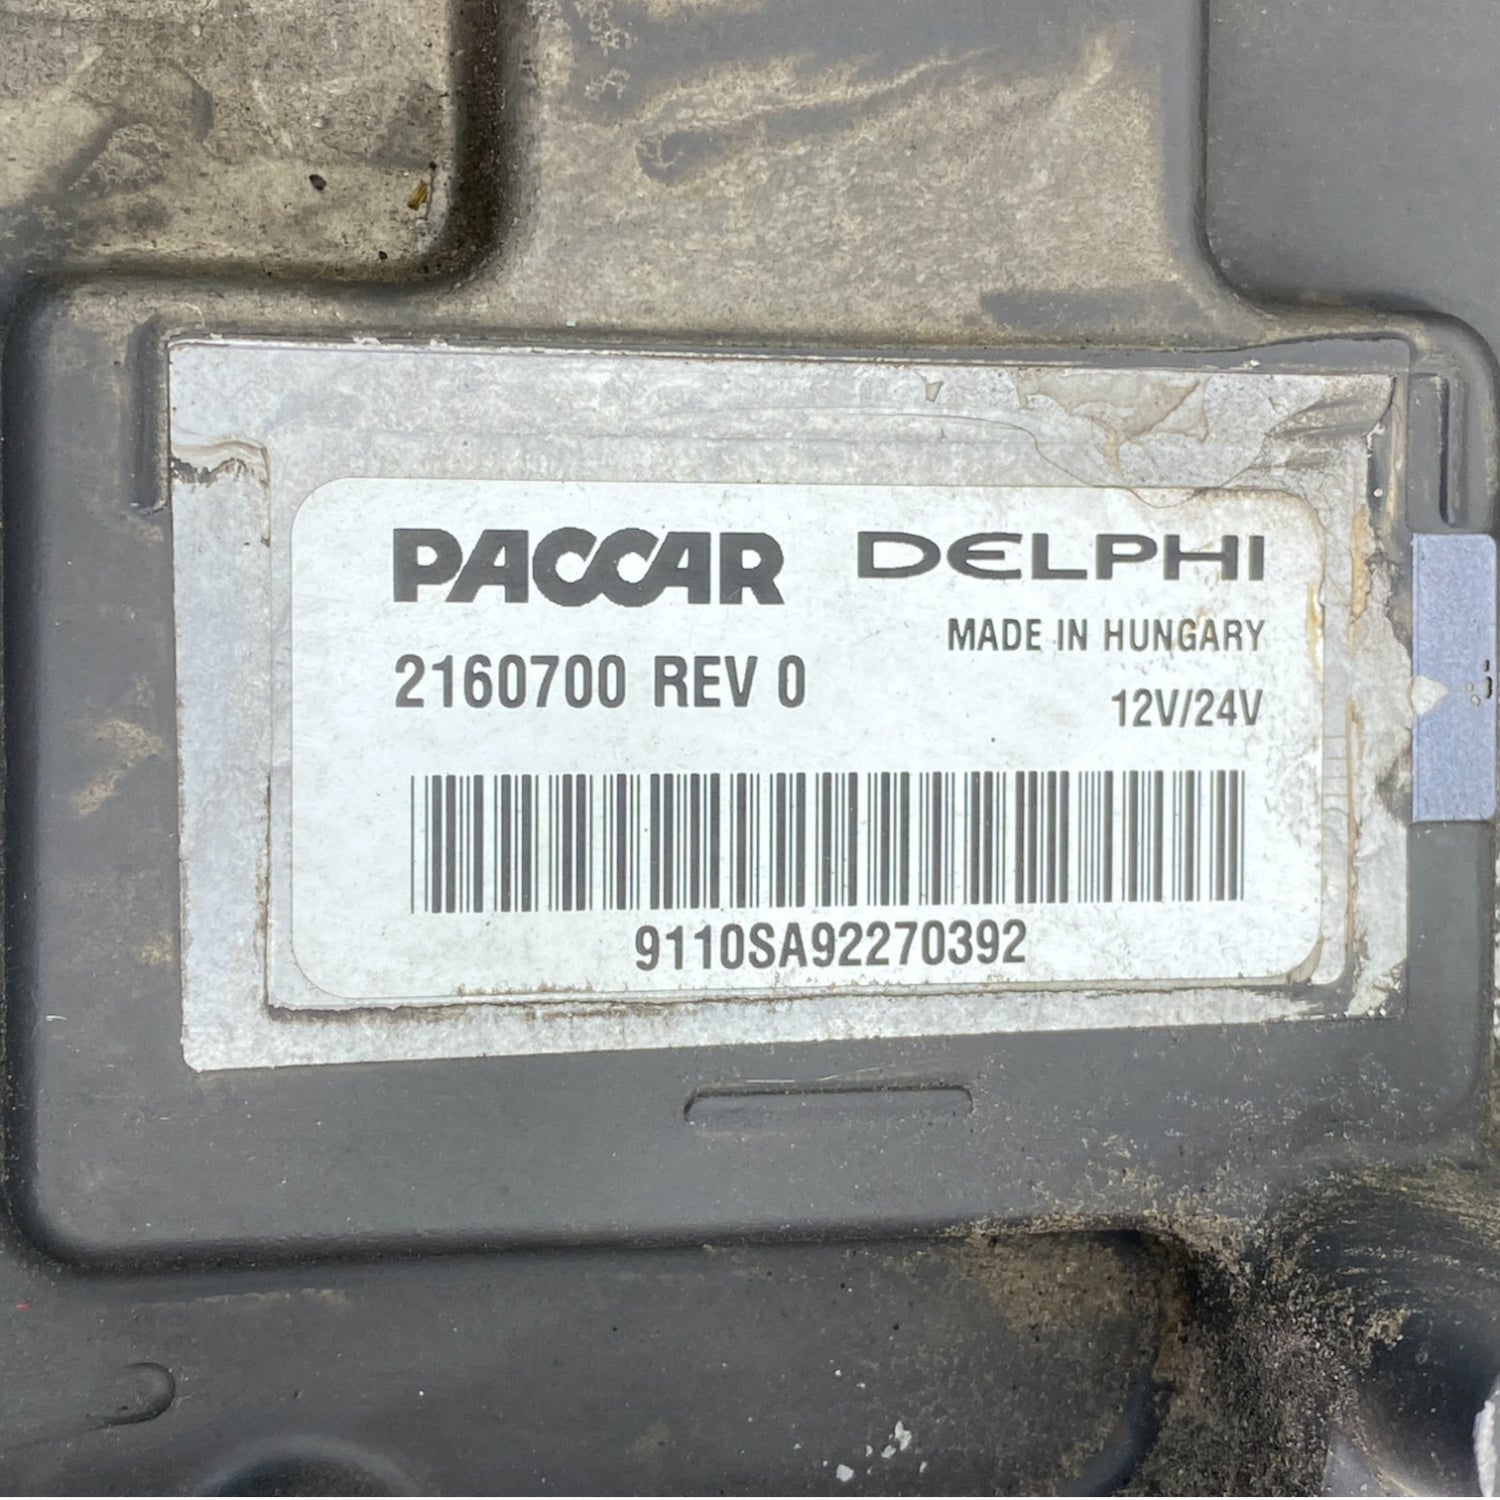 PACCAR DELPHI
MADE IN HUNGARY
2160700 REV 0
12V/24V
9110SA92270392